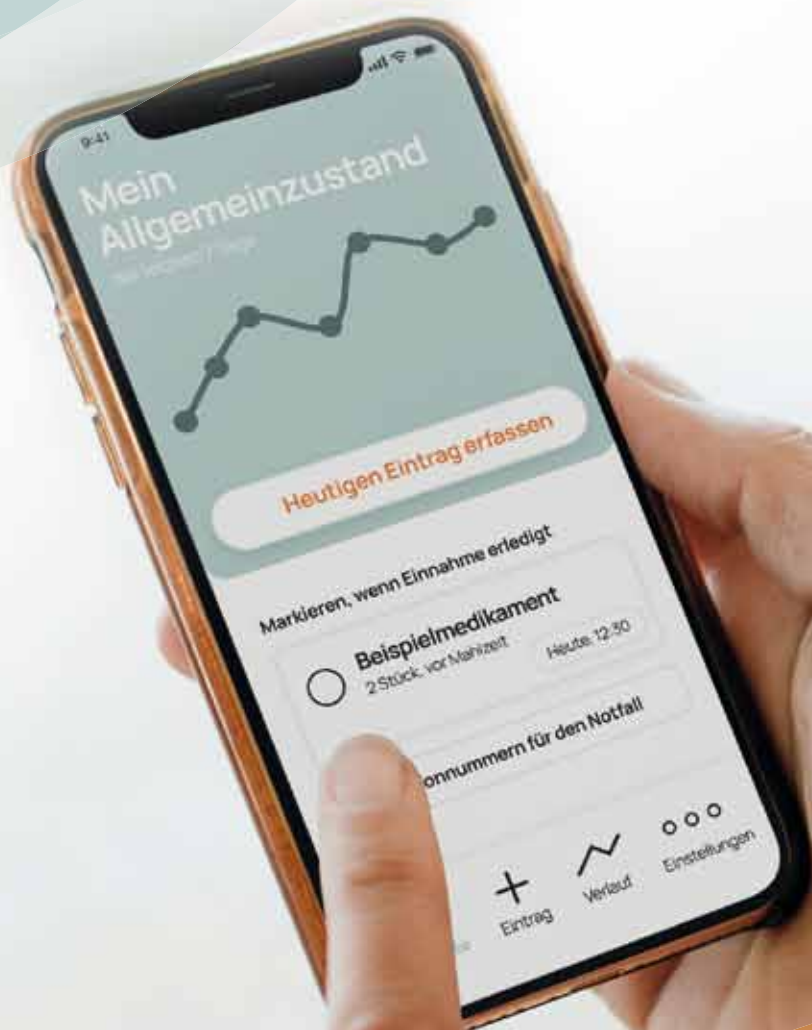 9:41
Mein
Allgemeinzustand
Heutigen Eintrag erfassen
Markieren, wenn Einnahme erledigt
Beispielmedikament
2 Stück, vor Mahlzeit
Heute, 12:30
onnummern für den Notfall
Eintrag
Verlauf
Einstellungen